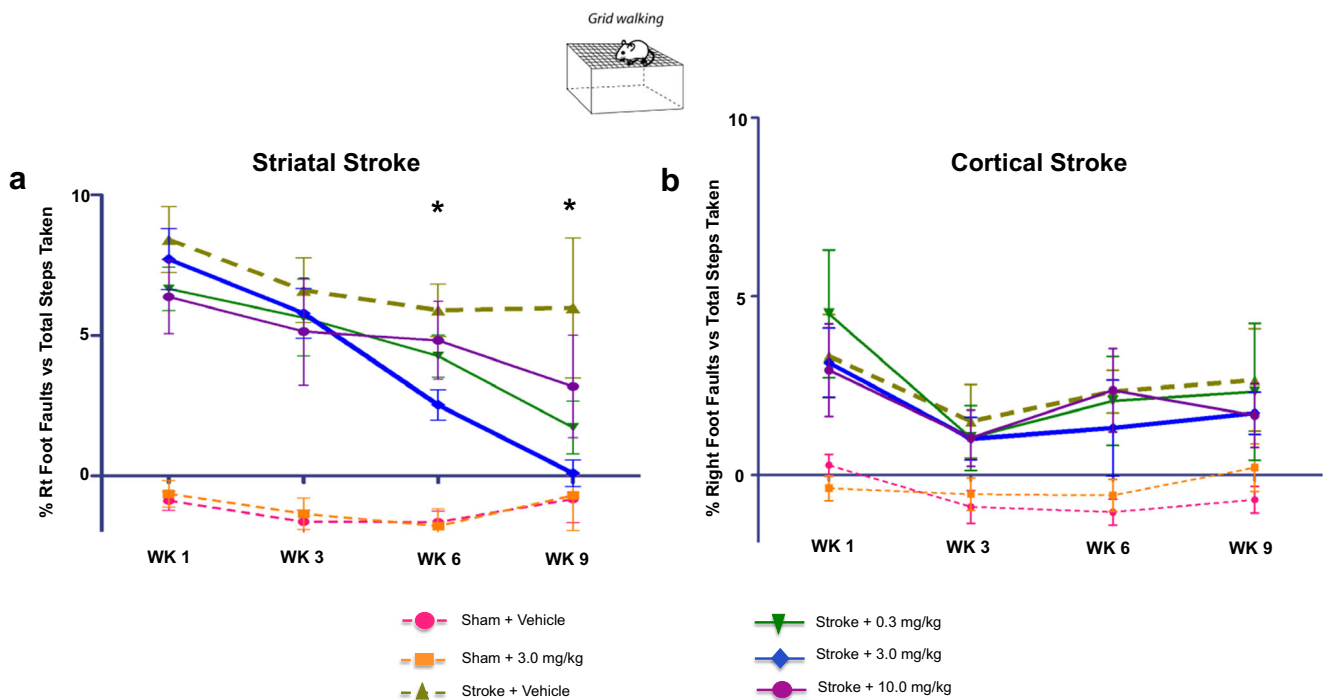 Grid walking
a
Striatal Stroke
% Rt Foot Faults vs Total Steps Taken
10
5
0
*
*
WK 1
WK 3
WK 6
WK 9
b
Cortical Stroke
% Right Foot Faults vs Total Steps Taken
10
5
0
WK 1
WK 3
WK 6
WK 9
Sham + Vehicle
Sham + 3.0 mg/kg
Stroke + Vehicle
Stroke + 0.3 mg/kg
Stroke + 3.0 mg/kg
Stroke + 10.0 mg/kg